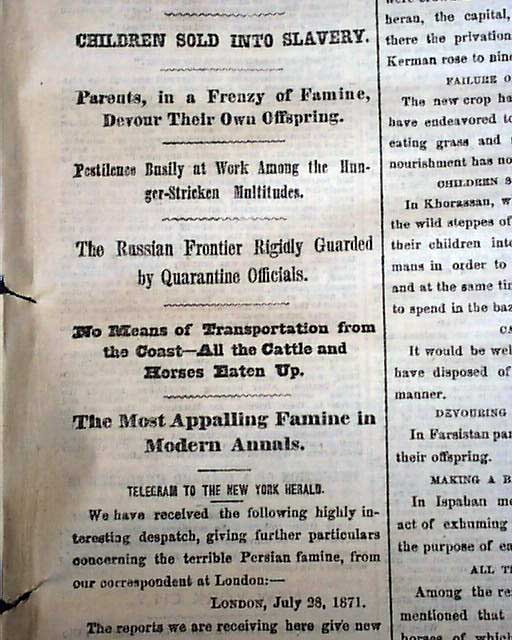 CHILDREN SOLD INTO SLAVERY.
Parents, in a Frenzy of Famine,
Devour Their Own Offspring.
Pestilence Busily at Work Among the Hun-
ger-Stricken Multitudes.
The Russian Frontier Rigidly Guarded
by Quarantine Officials.
No Means of Transportation from
the Coast—All the Cattle and
Horses Eaten Up.
The Most Appalling Famine in
Modern Annals.
TELEGRAM TO THE NEW YORK HERALD.
We have received the following highly in-
teresting despatch, giving further particulars
concerning the terrible Persian famine, from
our correspondent at London:—
LONDON, July 28, 1871.
The reports we are receiving here give new
heran, the capital,
there the privation
Kerman rose to nine
FAILURE O
The new crop ha
have endeavored to
eating grass and
nourishment has no
CHILDREN S
In Khorassan, w
the wild steppes of
their children into
mans in order to
and at the same tim
to spend in the baz
CA
It would be wel
have disposed of
manner.
DEVOURING
In Farsistan par
their offspring.
MAKING A B
In Ispahan me
act of exhuming
the purpose of ea
ALL T
Among the re
mentioned that
horses of which